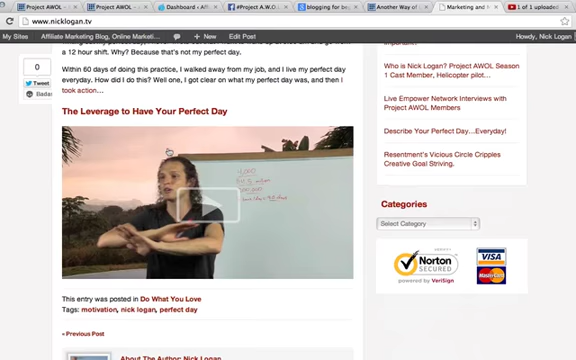 Project AWOL -
Project AWOL -
Dashboard ‹ Aff
#Project A.W.O
blogging for be
Another Way of
Marketing and I
1 of 1 uploaded
www.nicklogan.tv
My Sites
Affiliate Marketing Blog, Online Marketin
New
Edit Post
Howdy, Nick Logan
a 12 hour shift. Why? Because that's not my perfect day.
0
Tweet
Within 60 days of doing this practice, I walked away from my job, and I live my perfect day
everyday. How did I do this? Well one, I got clear on what my perfect day was, and then I
took action…
The Leverage to Have Your Perfect Day
This entry was posted in Do What You Love
Tags: motivation, nick logan, perfect day
« Previous Post
About The Author: Nick Logan
Important…
Who is Nick Logan? Project AWOL Season
1 Cast Member, Helicopter pilot…
Live Empower Network Interviews with
Project AWOL Members
Describe Your Perfect Day…Everyday!
Resentment's Vicious Circle Cripples
Creative Goal Striving.
Categories
Select Category
Norton
SECURED
powered by VeriSign
VISA
MasterCard